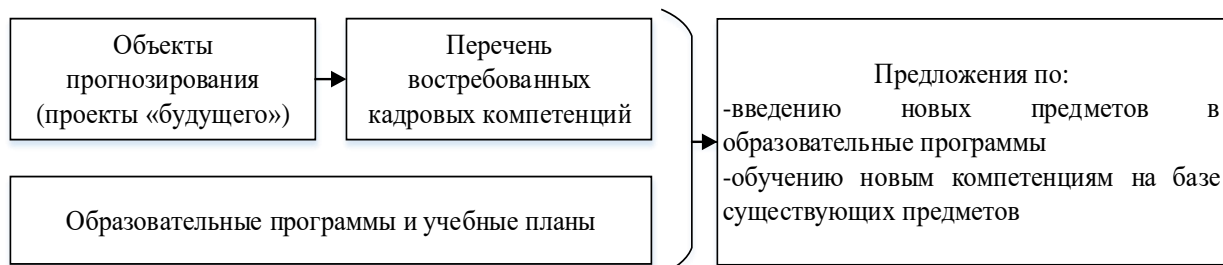 Объекты
прогнозирования
(проекты «будущего»)
Перечень
востребованных
кадровых компетенций
Образовательные программы и учебные планы
Предложения по:
-введению новых предметов в
образовательные программы
-обучению новым компетенциям на базе
существующих предметов